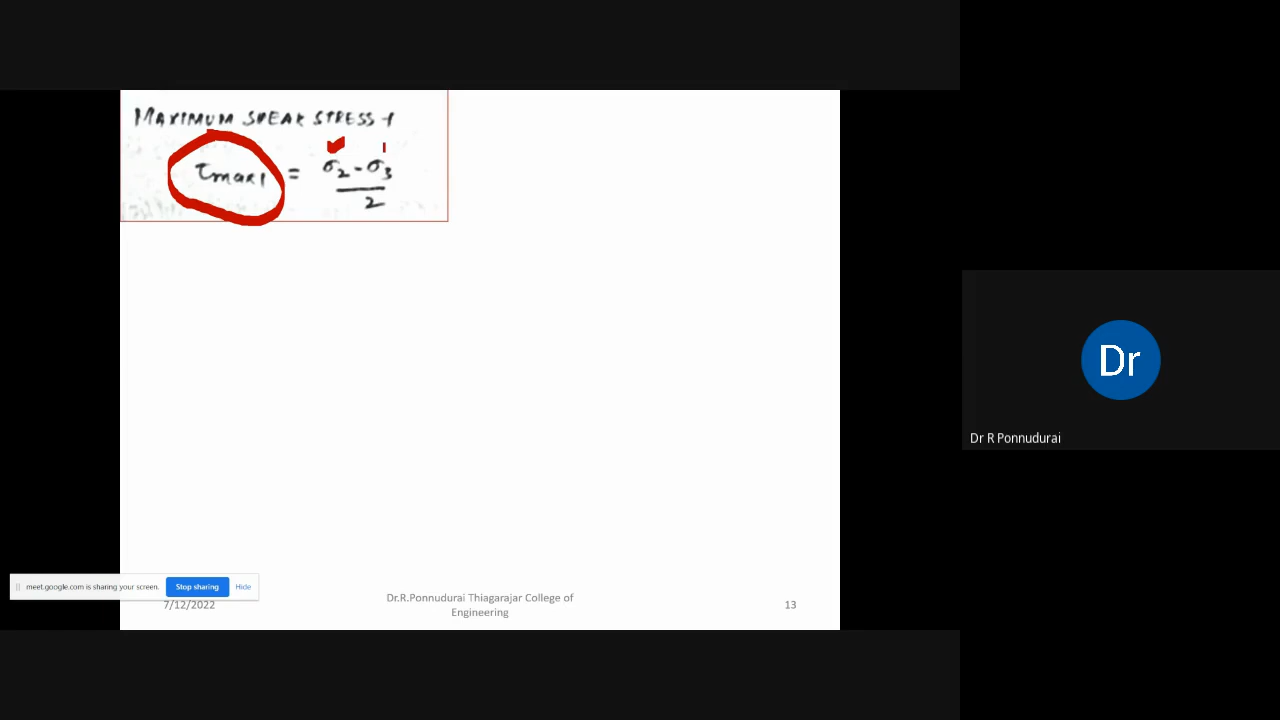 MAXIMUM SHEAR STRESS -1
τmax1 = σ2 - σ3
2
meet.google.com is sharing your screen. Stop sharing Hide
7/12/2022
Dr.R.Ponnudurai Thiagarajar College of
Engineering
13
Dr
Dr R Ponnudurai